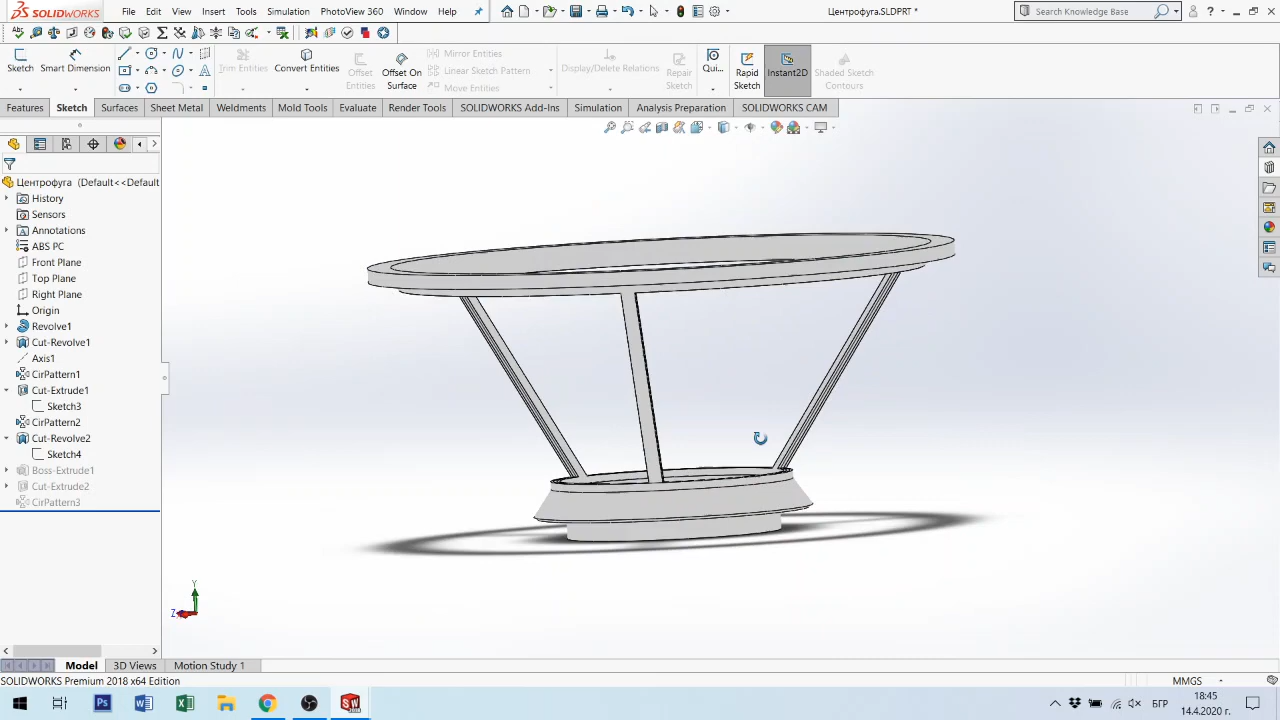 SOLIDWORKS File Edit View Insert Tools Simulation PhotoView 360 Window Help Центрофуга.SLDPRT * Search Knowledge Base
Sketch Smart Dimension Trim Entities Convert Entities Offset Entities Offset On Surface Mirror Entities Linear Sketch Pattern Move Entities Display/Delete Relations Repair Sketch Qui... Rapid Sketch Instant2D Shaded Sketch Contours
Features Sketch Surfaces Sheet Metal Weldments Mold Tools Evaluate Render Tools SOLIDWORKS Add-Ins Simulation Analysis Preparation SOLIDWORKS CAM
Центрофуга (Default<<Default
History
Sensors
Annotations
ABS PC
Front Plane
Top Plane
Right Plane
Origin
Revolve1
Cut-Revolve1
Axis1
CirPattern1
Cut-Extrude1
Sketch3
CirPattern2
Cut-Revolve2
Sketch4
Boss-Extrude1
Cut-Extrude2
CirPattern3
Y
Z
Model 3D Views Motion Study 1
SOLIDWORKS Premium 2018 x64 Edition MMGS
БГР 18:45
14.4.2020 г.